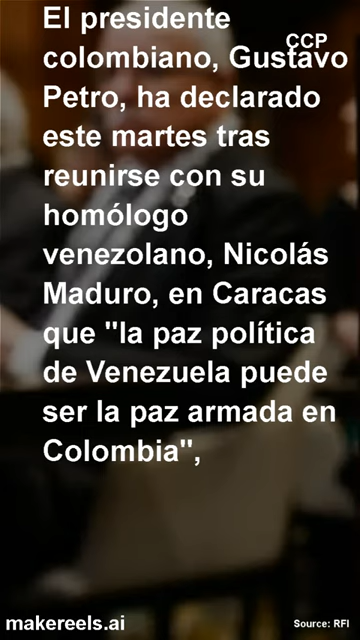 El presidente
CCP
colombiano, Gustavo
Petro, ha declarado
este martes tras
reunirse con su
homólogo
venezolano, Nicolás
Maduro, en Caracas
que "la paz política
de Venezuela puede
ser la paz armada en
Colombia",
makereels.ai
Source: RFI